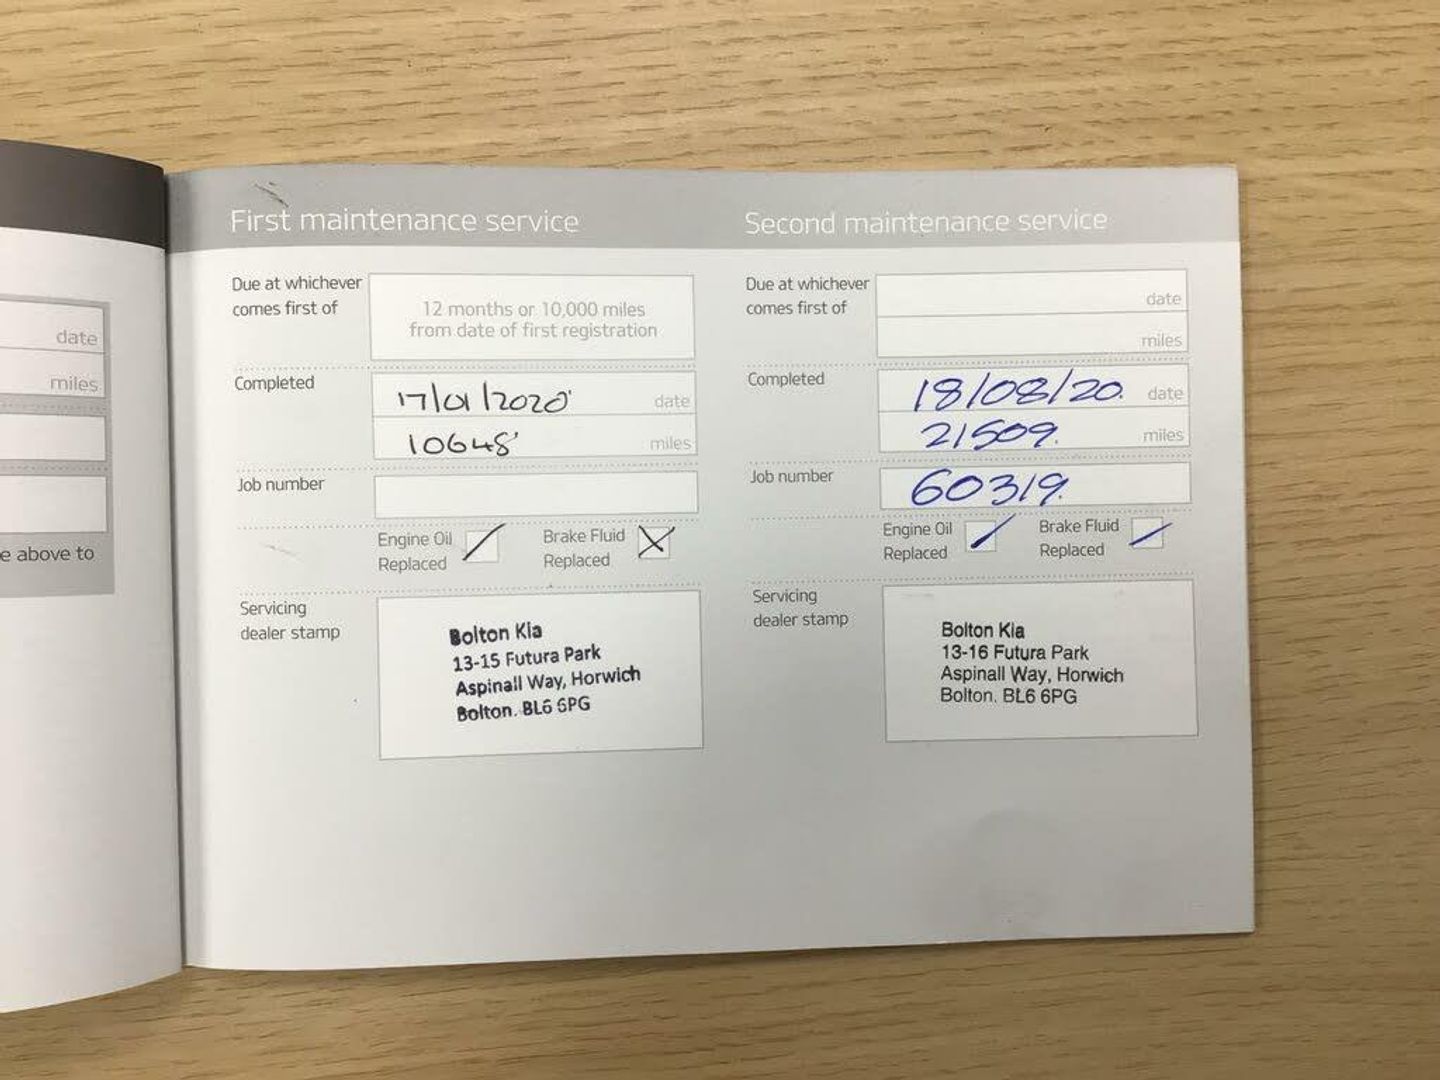 date
miles
e above to
First maintenance service
Due at whichever
comes first of
12 months or 10,000 miles
from date of first registration
Completed
17/01/2020
date
10648
miles
Job number
Engine Oil
Replaced
Brake Fluid
Replaced
Servicing
dealer stamp
Bolton Kia
13-15 Futura Park
Aspinall Way, Horwich
Bolton. BL6 6PG
Second maintenance service
Due at whichever
comes first of
date
miles
Completed
18/08/20.
date
21509.
miles
Job number
60319.
Engine Oil
Replaced
Brake Fluid
Replaced
Servicing
dealer stamp
Bolton Kia
13-16 Futura Park
Aspinall Way, Horwich
Bolton. BL6 6PG